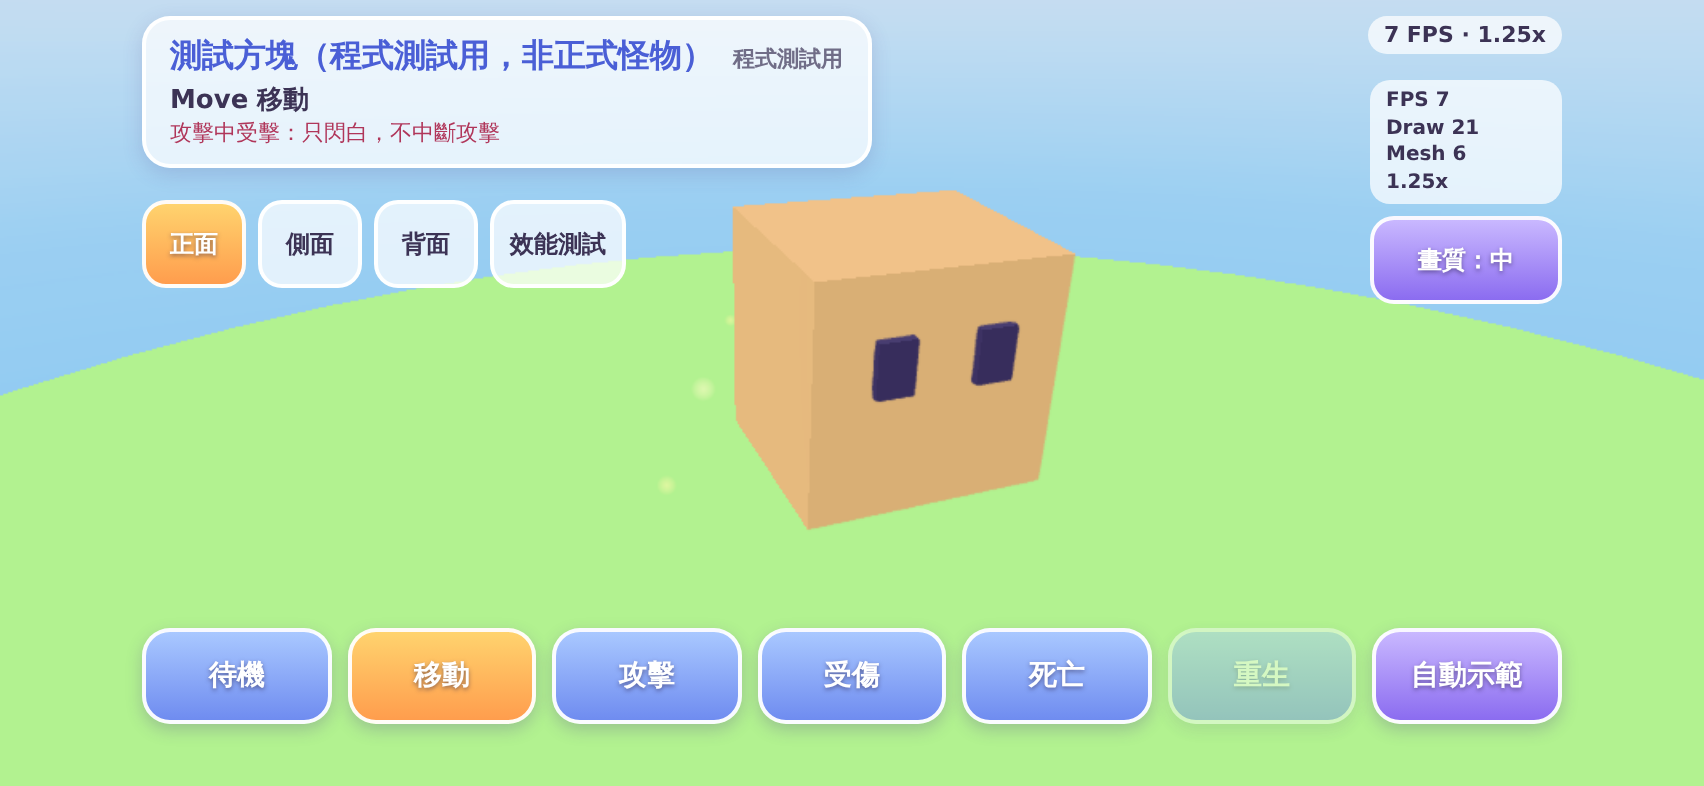 測試方塊（程式測試用，非正式怪物） 程式測試用
Move 移動
攻擊中受擊：只閃白，不中斷攻擊
7 FPS · 1.25x
FPS 7
Draw 21
Mesh 6
1.25x
正面 側面 背面 效能測試
畫質：中
待機 移動 攻擊 受傷 死亡 重生 自動示範